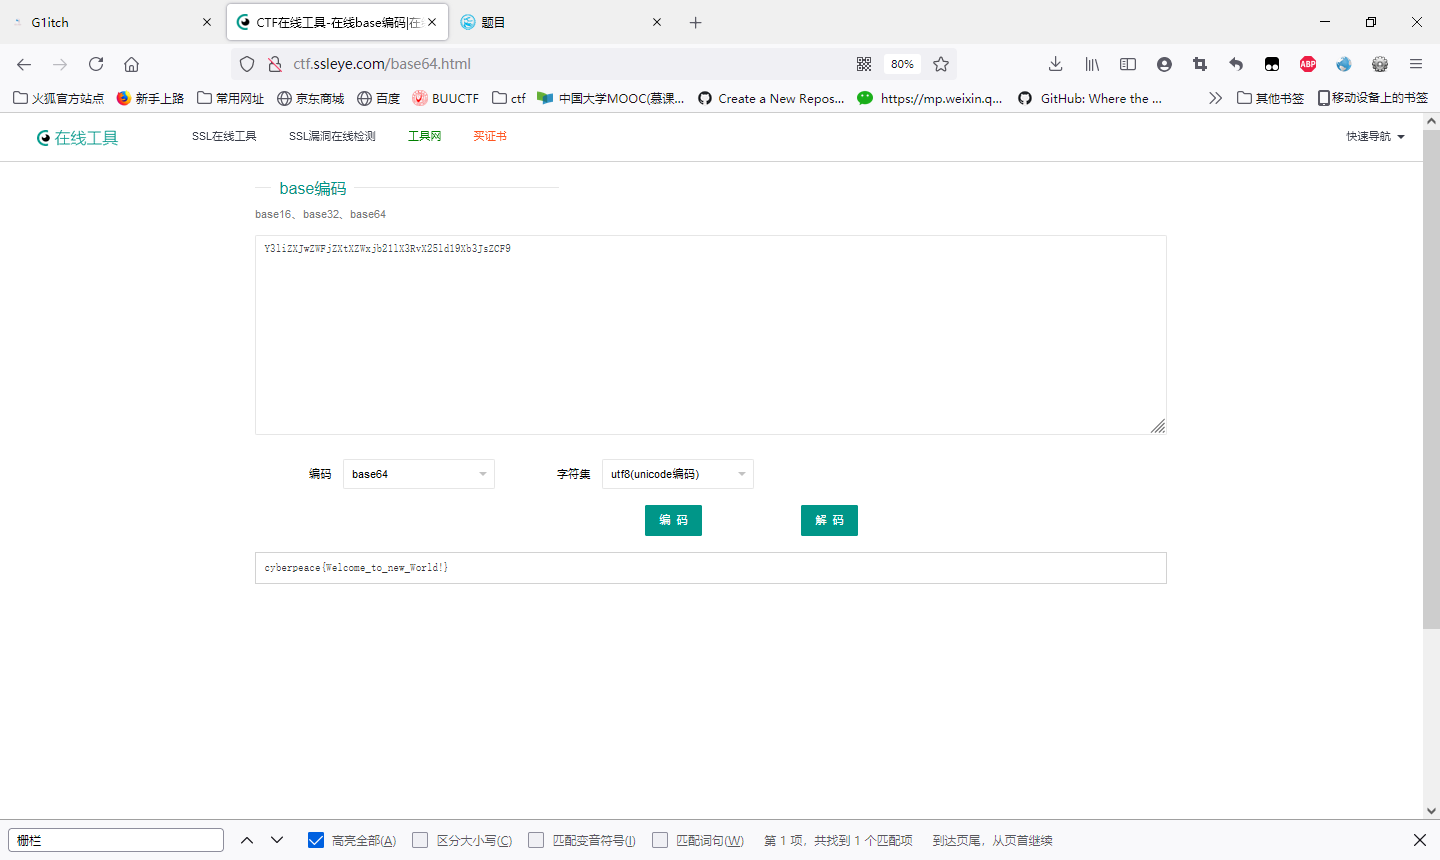 G1itch
CTF在线工具-在线base编码|在
题目
ctf.ssleye.com/base64.html
80%
火狐官方站点
新手上路
常用网址
京东商城
百度
BUUCTF
ctf
中国大学MOOC(慕课...
Create a New Repos...
https://mp.weixin.q...
GitHub: Where the ...
其他书签
移动设备上的书签
ABP
在线工具
SSL在线工具
SSL漏洞在线检测
工具网
买证书
快速导航
base编码
base16、base32、base64
Y3liZXJwZWFjZXtXZWxjb21lX3RvX25ld19Xb3JsZCF9
编码
base64
字符集
utf8(unicode编码)
编 码
解 码
cyberpeace{Welcome_to_new_World!}
栅栏
高亮全部(A)
区分大小写(C)
匹配变音符号(I)
匹配词句(W)
第 1 项，共找到 1 个匹配项
到达页尾，从页首继续